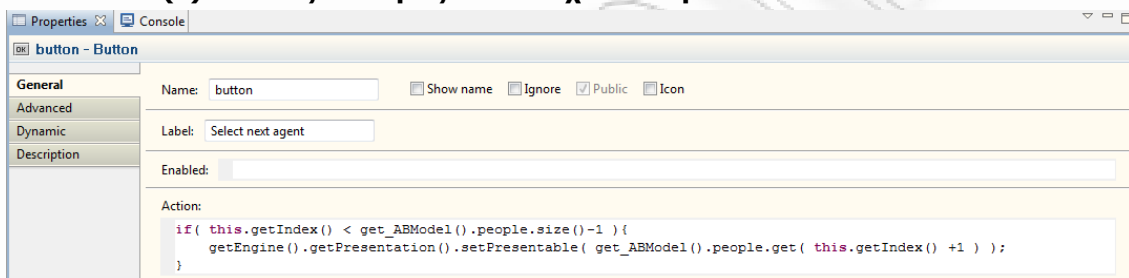 Properties Console
button - Button
General
Name: button Show name Ignore Public Icon
Advanced
Dynamic
Label: Select next agent
Description
Enabled:
Action:
if( this.getIndex() < get_ABModel().people.size()-1 ){
getEngine().getPresentation().setPresentable( get_ABModel().people.get( this.getIndex() +1 ) );
}